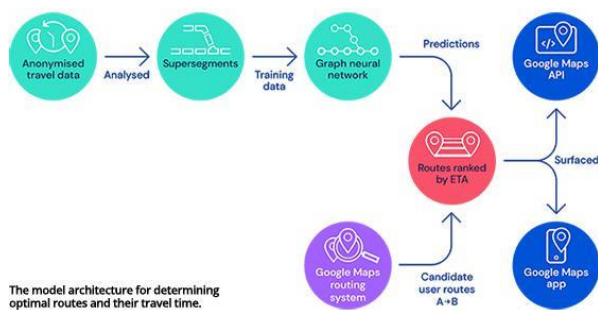 Anonymised
travel data
Analysed
Supersegments
Training
data
Graph neural
network
Predictions
Google Maps
API
Routes ranked
by ETA
Surfaced
Google Maps
routing
system
Candidate
user routes
A→B
Google Maps
app
The model architecture for determining
optimal routes and their travel time.